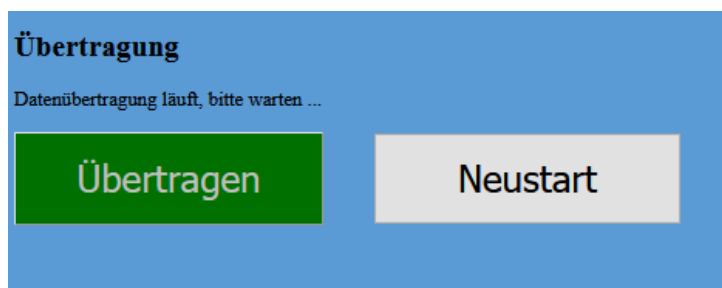 Übertragung
Datenübertragung läuft, bitte warten ...
Übertragen Neustart